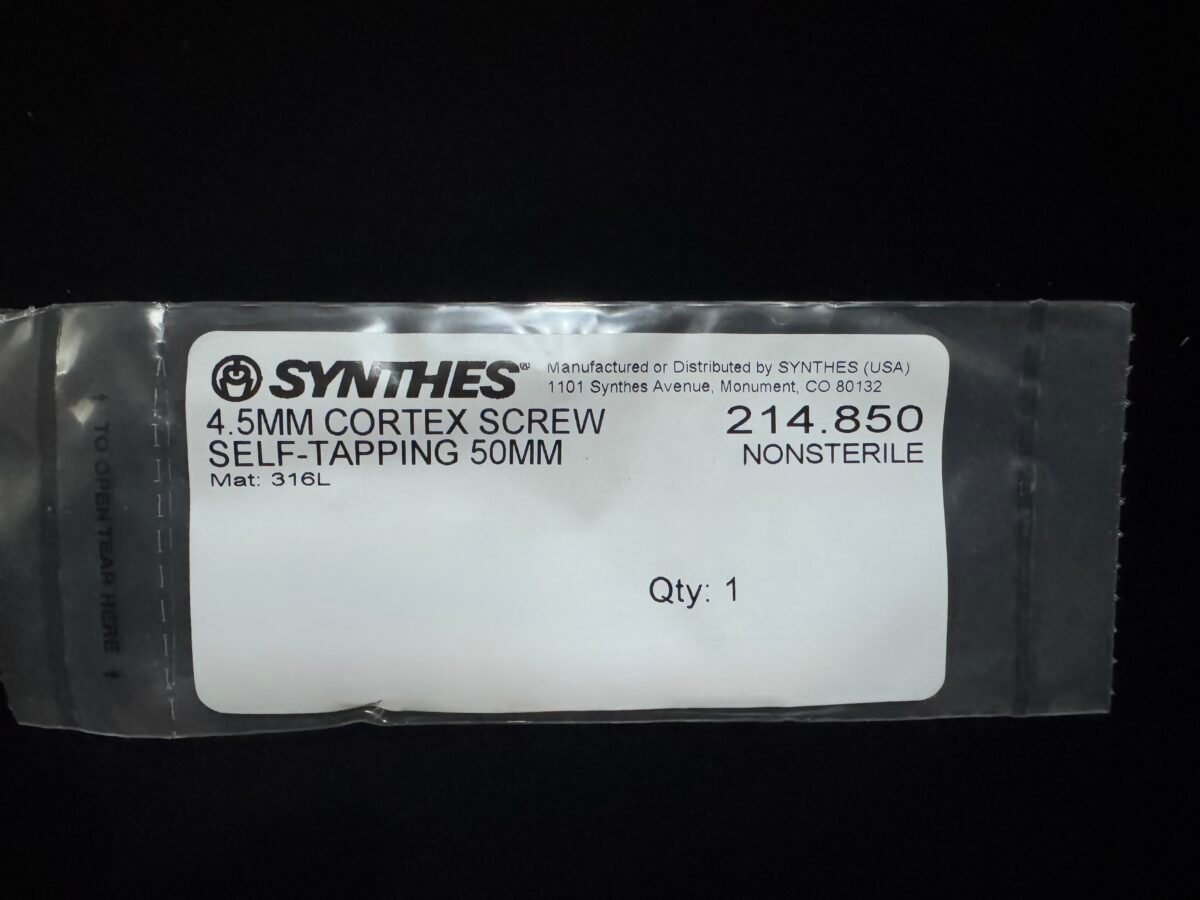 SYNTHES®
Manufactured or Distributed by SYNTHES (USA)
1101 Synthes Avenue, Monument, CO 80132
4.5MM CORTEX SCREW
SELF-TAPPING 50MM
Mat: 316L
214.850
NONSTERILE
Qty: 1
↑ TO OPEN TEAR HERE ↑